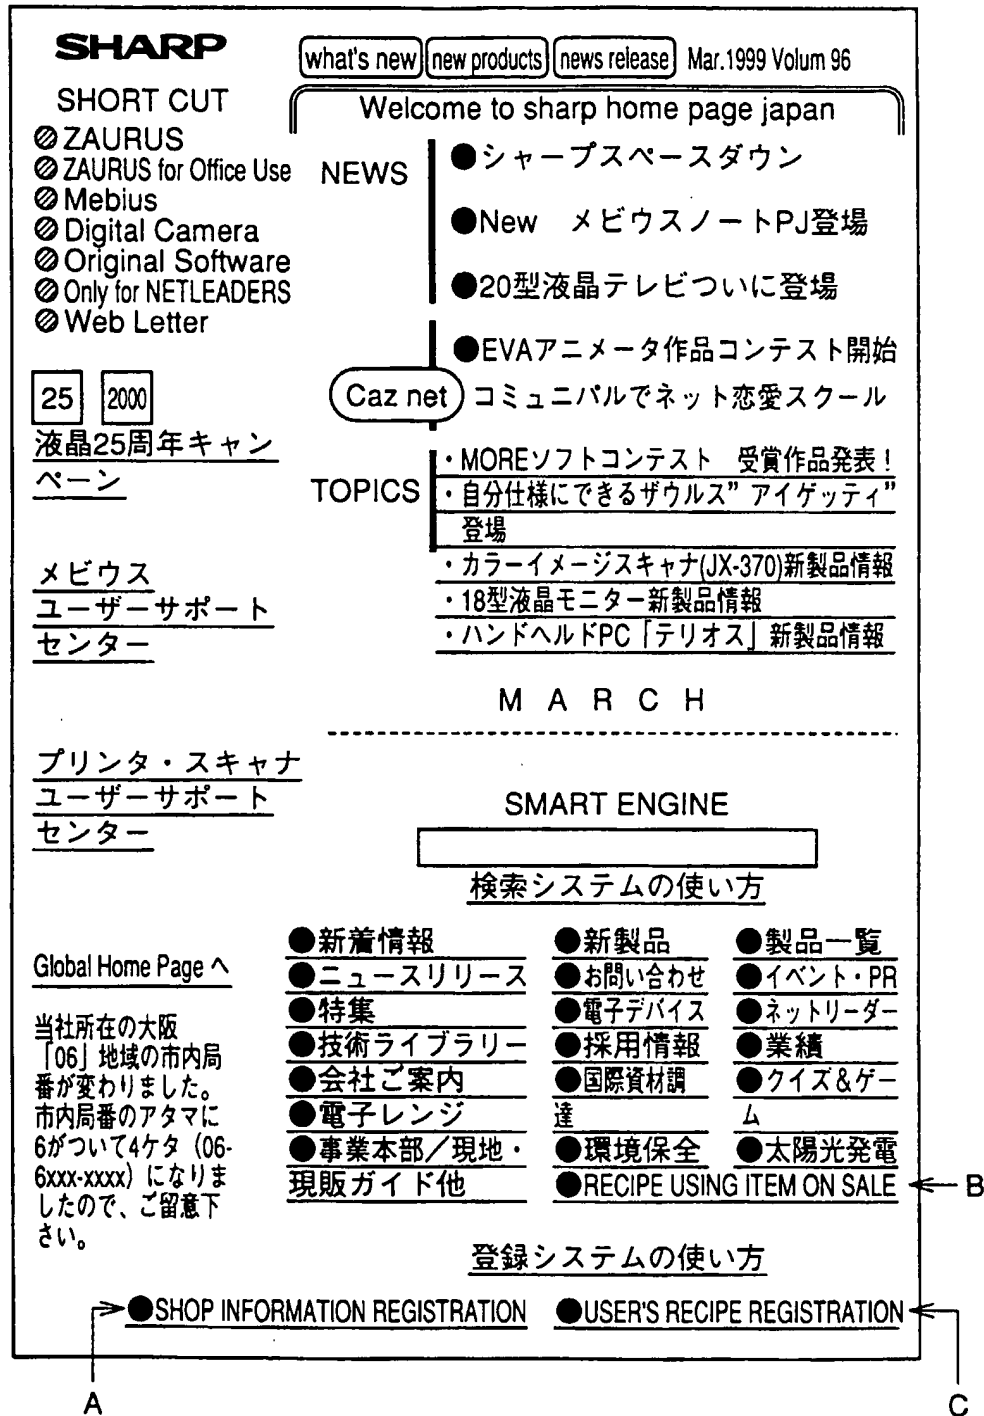 SHARP
what's new new products news release Mar.1999 Volum 96
SHORT CUT
ZAURUS
ZAURUS for Office Use
Mebius
Digital Camera
Original Software
Only for NETLEADERS
Web Letter
25 2000
液晶25周年キャン
ペーン
メビウス
ユーザーサポート
センター
プリンタ・スキャナ
ユーザーサポート
センター
Global Home Page へ
当社所在の大阪
「06」地域の市内局
番が変わりました。
市内局番のアタマに
6がついて4ケタ（06-
6xxx-xxxx）になりま
したので、ご留意下
さい。
Welcome to sharp home page japan
NEWS
●シャープスペースダウン
●New メビウスノートPJ登場
●20型液晶テレビついに登場
●EVAアニメータ作品コンテスト開始
Caz net コミュニパルでネット恋愛スクール
TOPICS
・MOREソフトコンテスト 受賞作品発表！
・自分仕様にできるザウルス” アイゲッティ”
登場
・カラーイメージスキャナ(JX-370)新製品情報
・18型液晶モニター新製品情報
・ハンドヘルドPC「テリオス」新製品情報
M A R C H
SMART ENGINE
検索システムの使い方
●新着情報 ●新製品 ●製品一覧
●ニュースリリース ●お問い合わせ ●イベント・PR
●特集 ●電子デバイス ●ネットリーダー
●技術ライブラリー ●採用情報 ●業績
●会社ご案内 ●国際資材調 ●クイズ＆ゲー
●電子レンジ 達 ム
●事業本部／現地・ ●環境保全 ●太陽光発電
現販ガイド他 ●RECIPE USING ITEM ON SALE B
登録システムの使い方
●SHOP INFORMATION REGISTRATION ●USER'S RECIPE REGISTRATION
A C